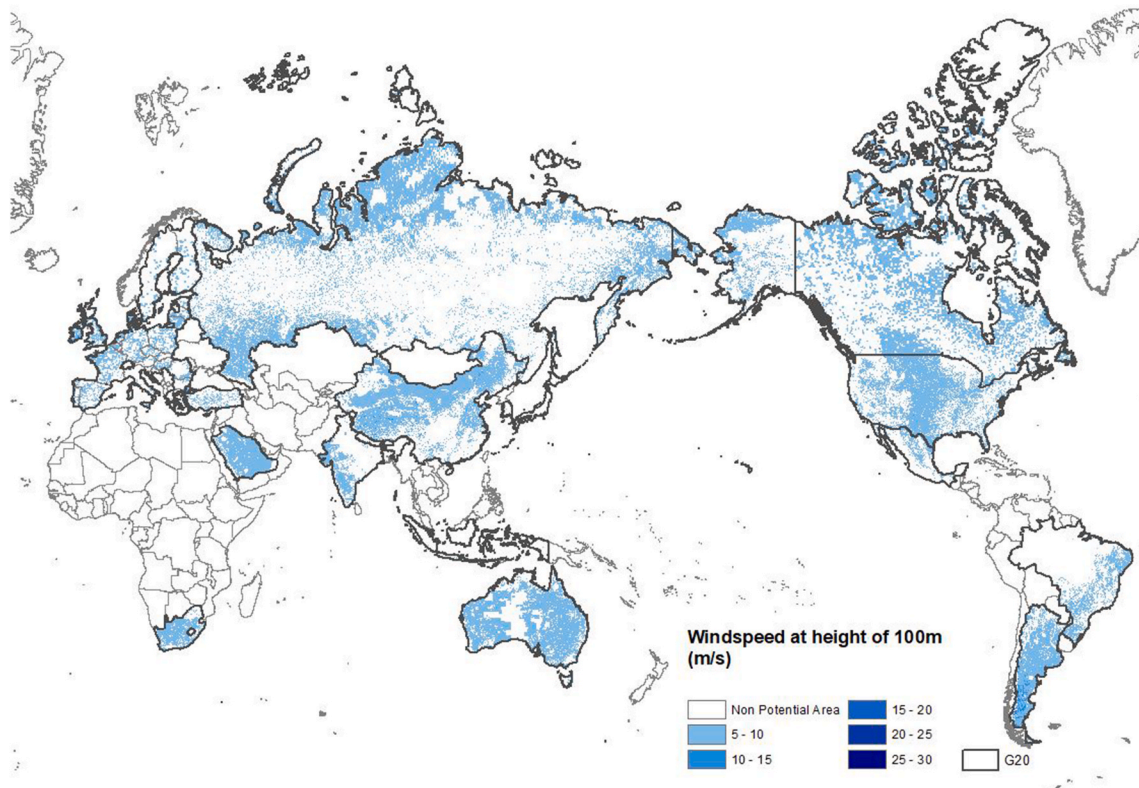 Windspeed at height of 100m
(m/s)
Non Potential Area
15 - 20
5 - 10
20 - 25
10 - 15
25 - 30
G20